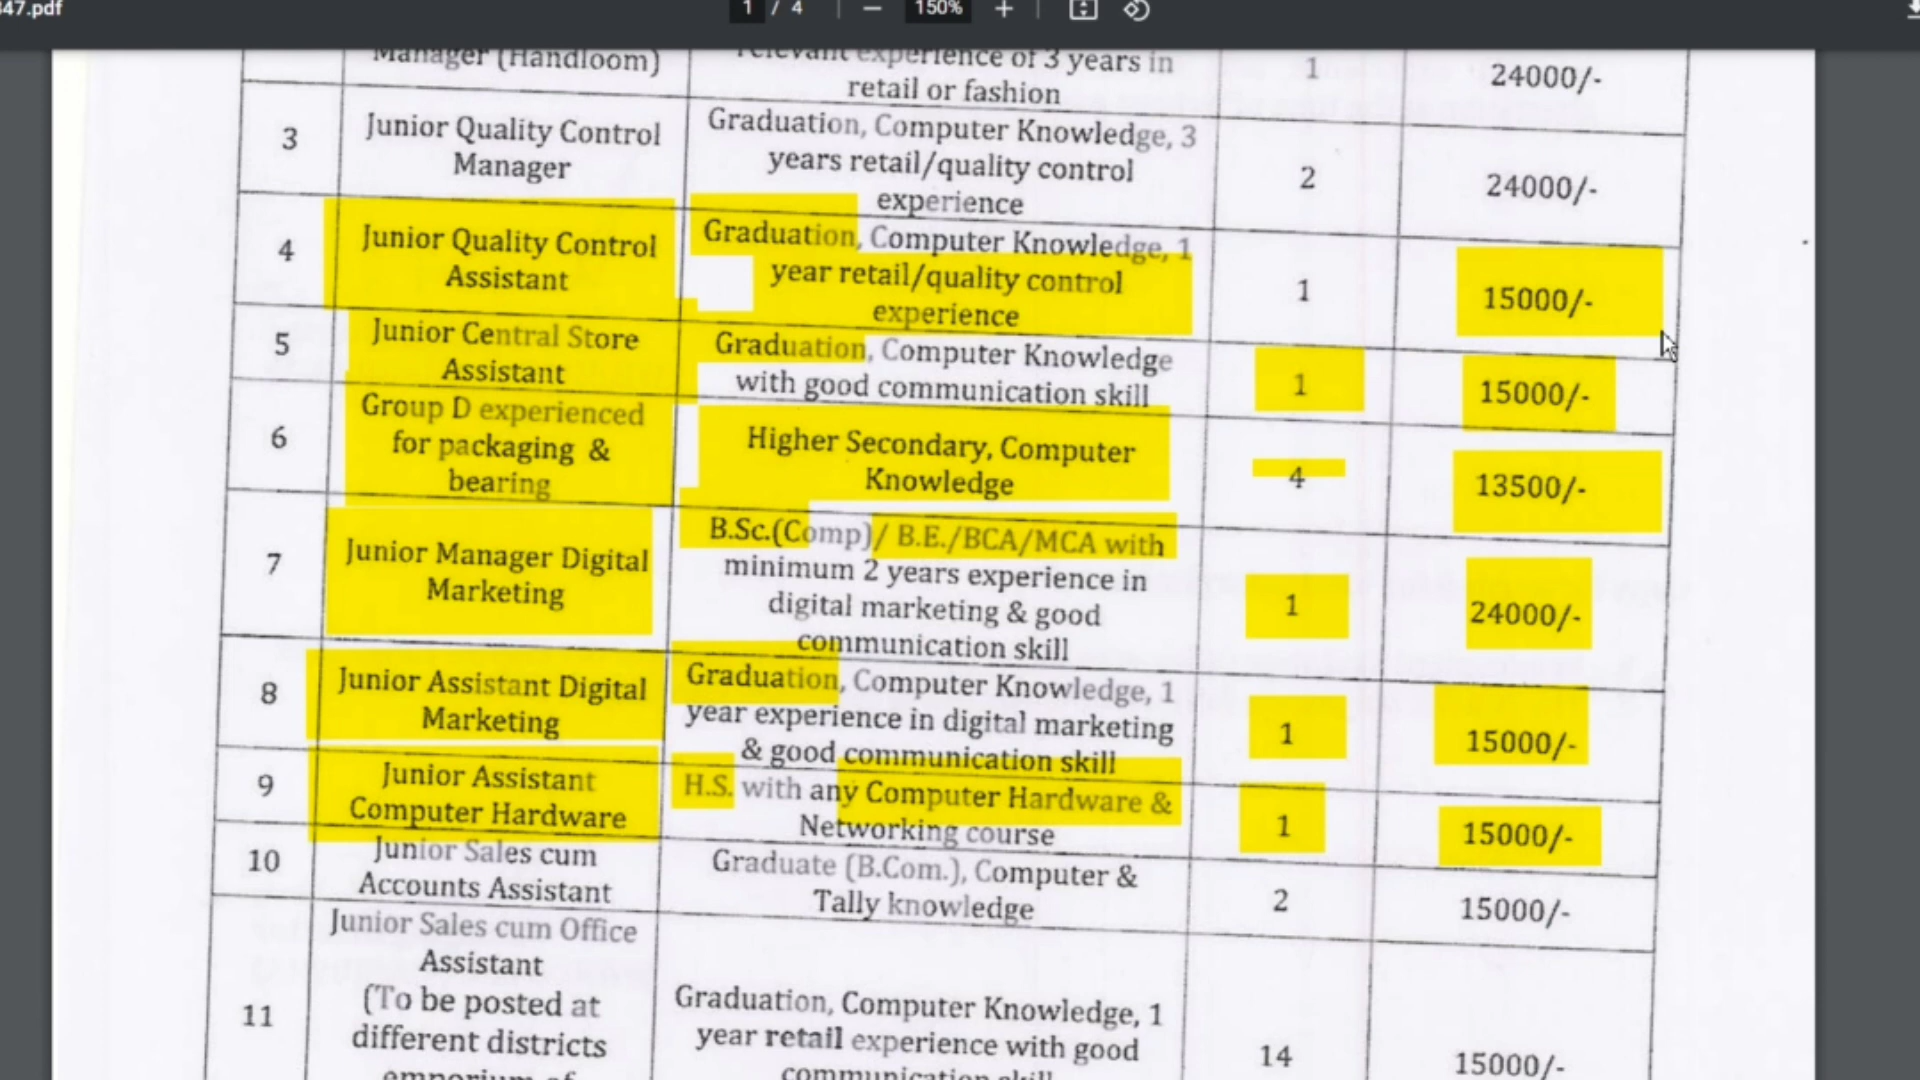 47.pdf
1 / 4 — 150% +
Manager (Handloom)
relevant experience of 3 years in
retail or fashion
1
24000/-
3
Junior Quality Control
Manager
Graduation, Computer Knowledge, 3
years retail/quality control
experience
2
24000/-
4
Junior Quality Control
Assistant
Graduation, Computer Knowledge, 1
year retail/quality control
experience
1
15000/-
5
Junior Central Store
Assistant
Graduation, Computer Knowledge
with good communication skill
1
15000/-
6
Group D experienced
for packaging &
bearing
Higher Secondary, Computer
Knowledge
4
13500/-
7
Junior Manager Digital
Marketing
B.Sc.(Comp)/ B.E./BCA/MCA with
minimum 2 years experience in
digital marketing & good
communication skill
1
24000/-
8
Junior Assistant Digital
Marketing
Graduation, Computer Knowledge, 1
year experience in digital marketing
& good communication skill
1
15000/-
9
Junior Assistant
Computer Hardware
H.S. with any Computer Hardware &
Networking course
1
15000/-
10
Junior Sales cum
Accounts Assistant
Graduate (B.Com.), Computer &
Tally knowledge
2
15000/-
11
Junior Sales cum Office
Assistant
(To be posted at
different districts
emporium of
Graduation, Computer Knowledge, 1
year retail experience with good
communication skill
14
15000/-